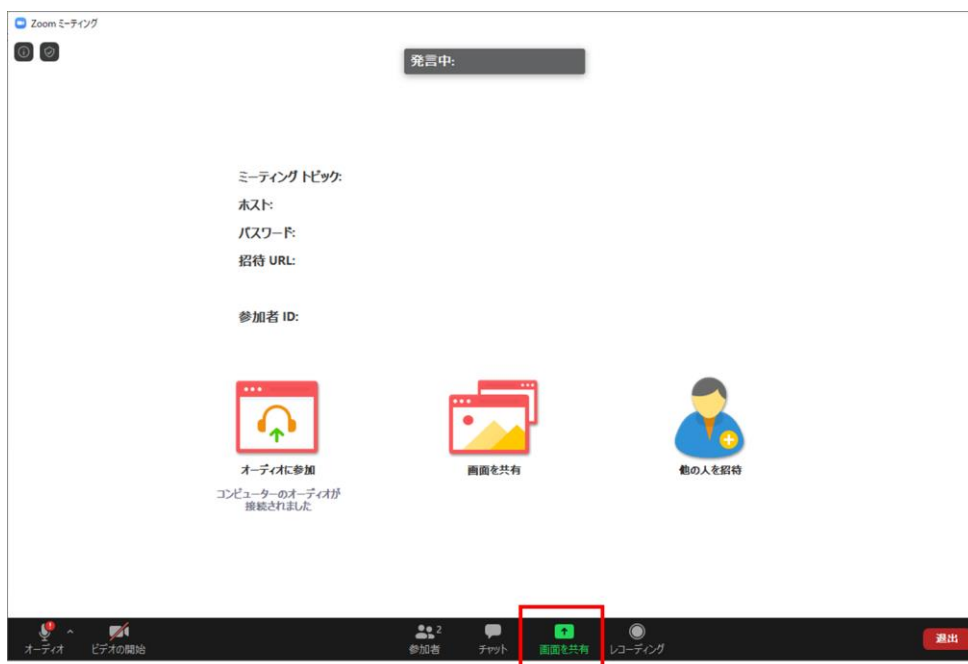 Zoom ミーティング
発言中:
ミーティング トピック:
ホスト:
パスワード:
招待 URL:
参加者 ID:
オーディオに参加
画面を共有
他の人を招待
コンピューターのオーディオが
接続されました
オーディオ
ビデオの開始
2
参加者
チャット
画面を共有
レコーディング
退出